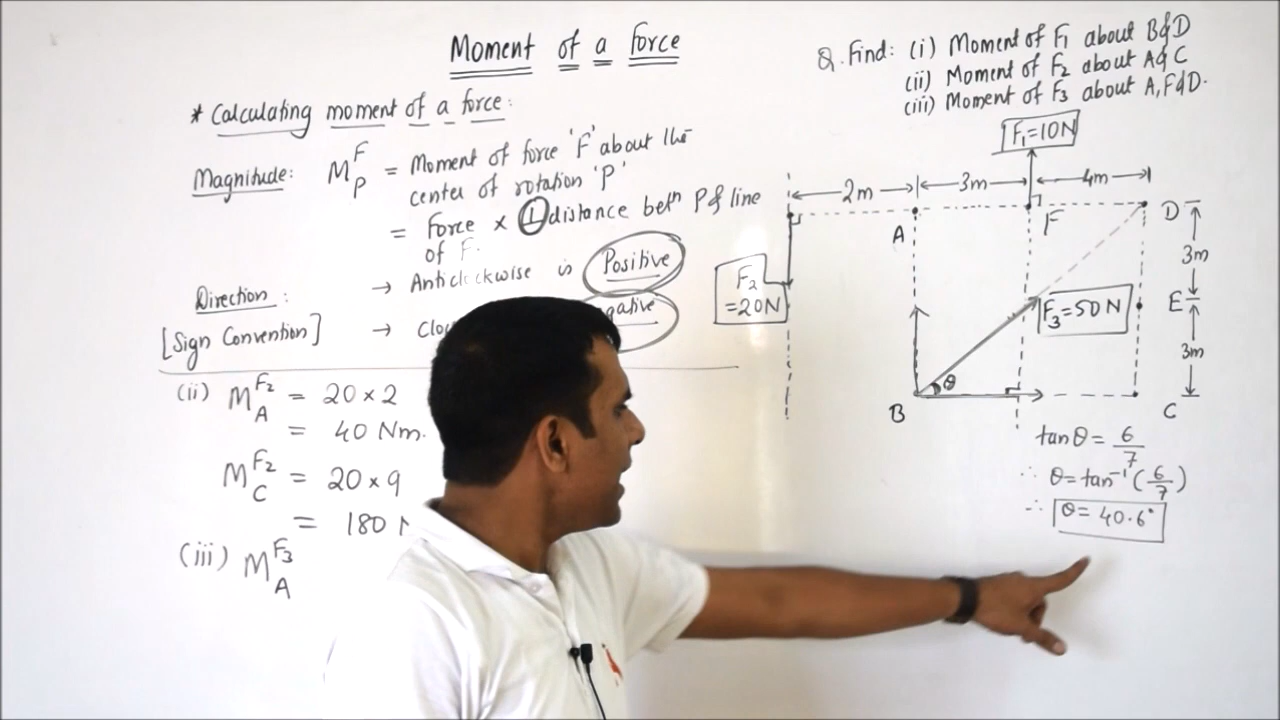 Moment of a force
* Calculating moment of a force:
Magnitude: M_P^F = Moment of force 'F' about the
center of rotation 'P'
= Force × ⊥ distance betn P & line
of F.
Direction:
[Sign Convention]
→ Anticlockwise is Positive
→
(ii) M_A^F₂ = 20 × 2
= 40 Nm.
M_C^F₂ = 20 × 9
= 180
(iii) M_A^F₃
Q. Find: (i) Moment of F₁ about B & D
(ii) Moment of F₂ about A & C
(iii) Moment of F₃ about A, F & D.
F₁=10N
2m 3m 4m
A F D
3m
F₂
=20N
F₃=50N
E
3m
θ
B C
tanθ = 6/7
∴ θ = tan⁻¹(6/7)
∴ θ = 40.6°